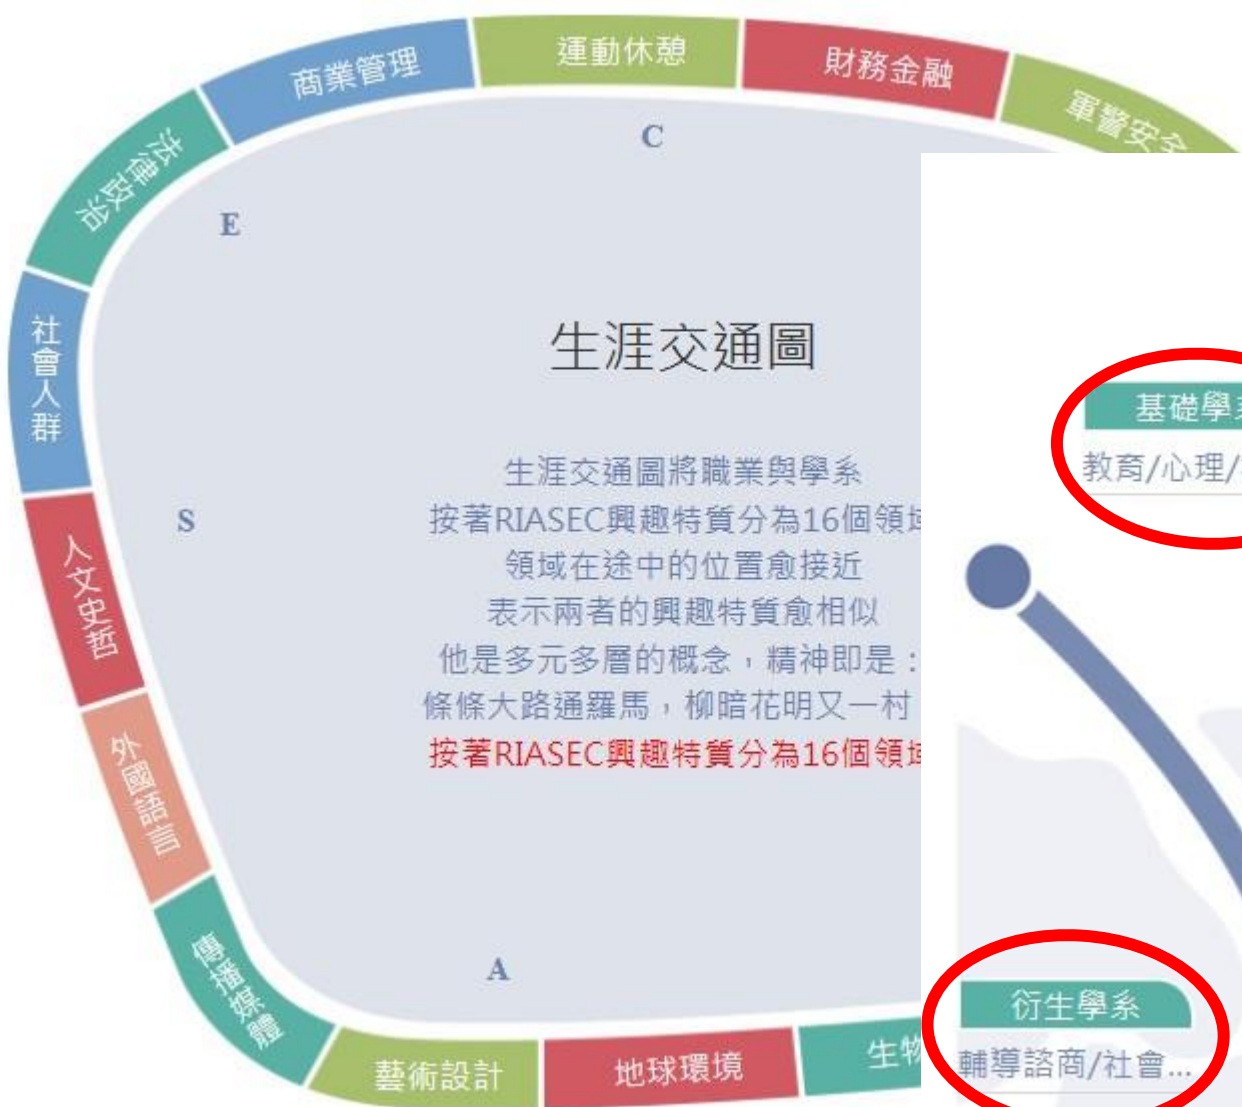 商業管理
運動休憩
財務金融
軍警安全
法律政治
C
E
社會人群
生涯交通圖
基礎學系
教育/心理/
生涯交通圖將職業與學系
S
按著RIASEC興趣特質分為16個領域
人文史哲
領域在途中的位置愈接近
表示兩者的興趣特質愈相似
他是多元多層的概念，精神即是：
條條大路通羅馬，柳暗花明又一村
按著RIASEC興趣特質分為16個領域
外國語言
傳播媒體
A
衍生學系
輔導諮商/社會...
藝術設計
地球環境
生物